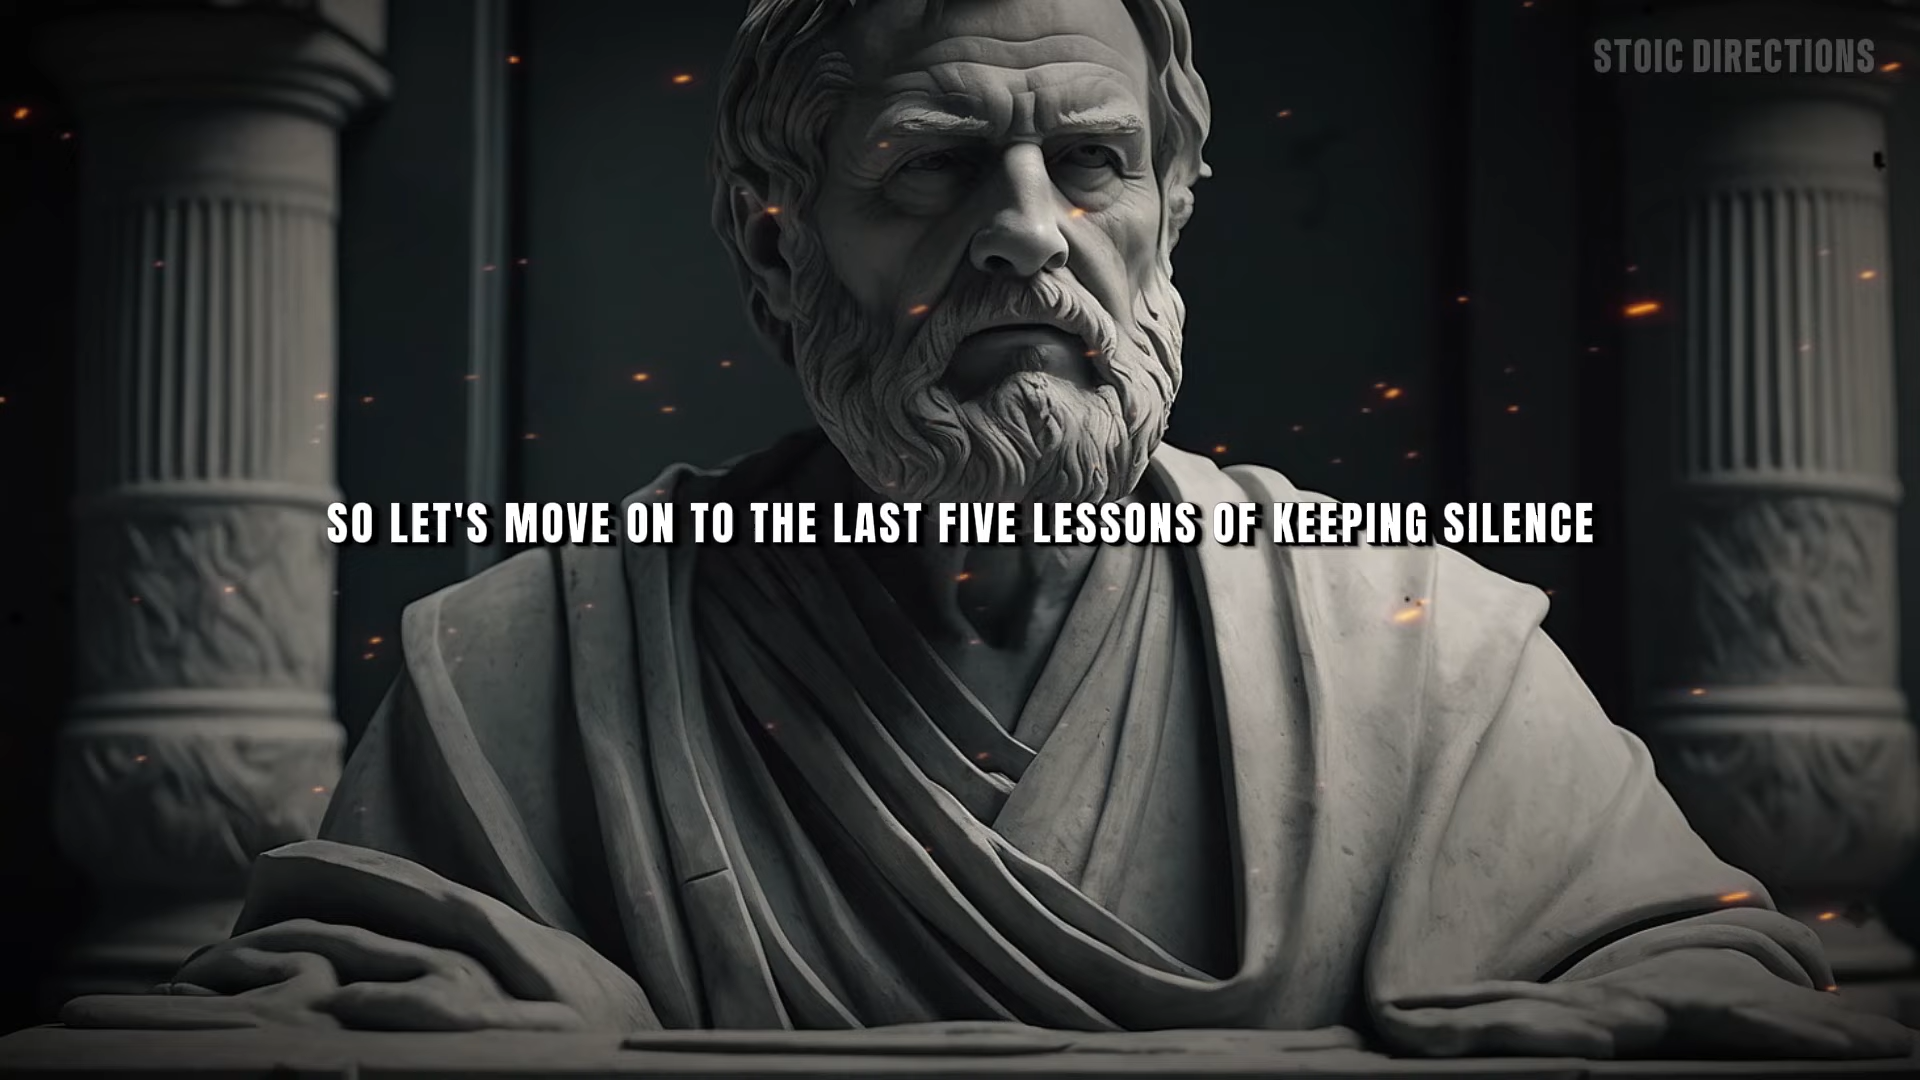 STOIC DIRECTIONS
SO LET'S MOVE ON TO THE LAST FIVE LESSONS OF KEEPING SILENCE